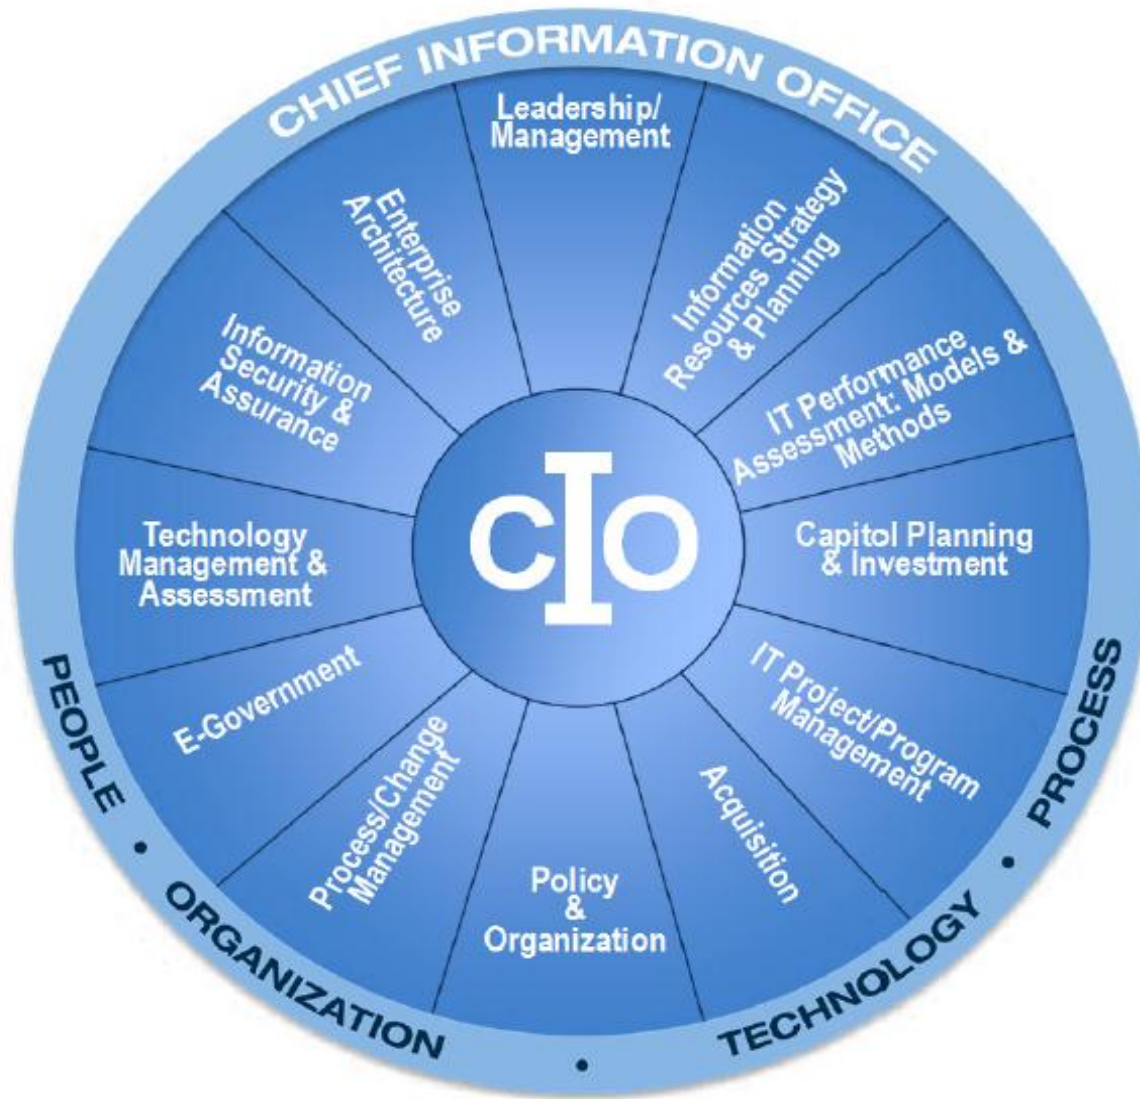 CHIEF INFORMATION OFFICE
Leadership/
Management
Information
Resources Strategy
& Planning
IT Performance
Assessment: Models &
Methods
Capitol Planning
& Investment
IT Project/Program
Management
Acquisition
Policy
&
Organization
Process/Change
Management
E-Government
Technology
Management &
Assessment
Information
Security &
Assurance
Enterprise
Architecture
CIO
PEOPLE • ORGANIZATION • TECHNOLOGY • PROCESS